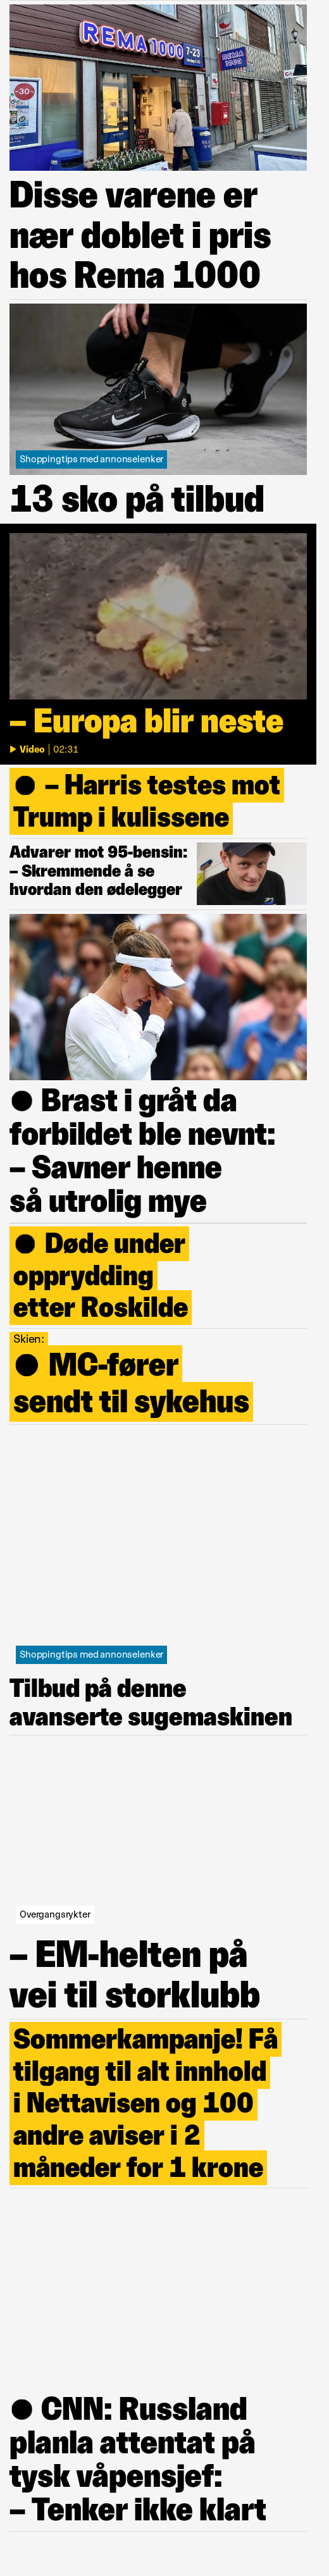 REMA 1000
7-23
REMA
1000
-30%
Disse varene er
nær doblet i pris
hos Rema 1000
Shoppingtips med annonselenker
13 sko på tilbud
– Europa blir neste
Video | 02:31
● – Harris testes mot
Trump i kulissene
Advarer mot 95-bensin:
– Skremmende å se
hvordan den ødelegger
● Brast i gråt da
forbildet ble nevnt:
– Savner henne
så utrolig mye
● Døde under
opprydding
etter Roskilde
Skien:
● MC-fører
sendt til sykehus
Shoppingtips med annonselenker
Tilbud på denne
avanserte sugemaskinen
Overgangsrykter
– EM-helten på
vei til storklubb
Sommerkampanje! Få
tilgang til alt innhold
i Nettavisen og 100
andre aviser i 2
måneder for 1 krone
● CNN: Russland
planla attentat på
tysk våpensjef:
– Tenker ikke klart